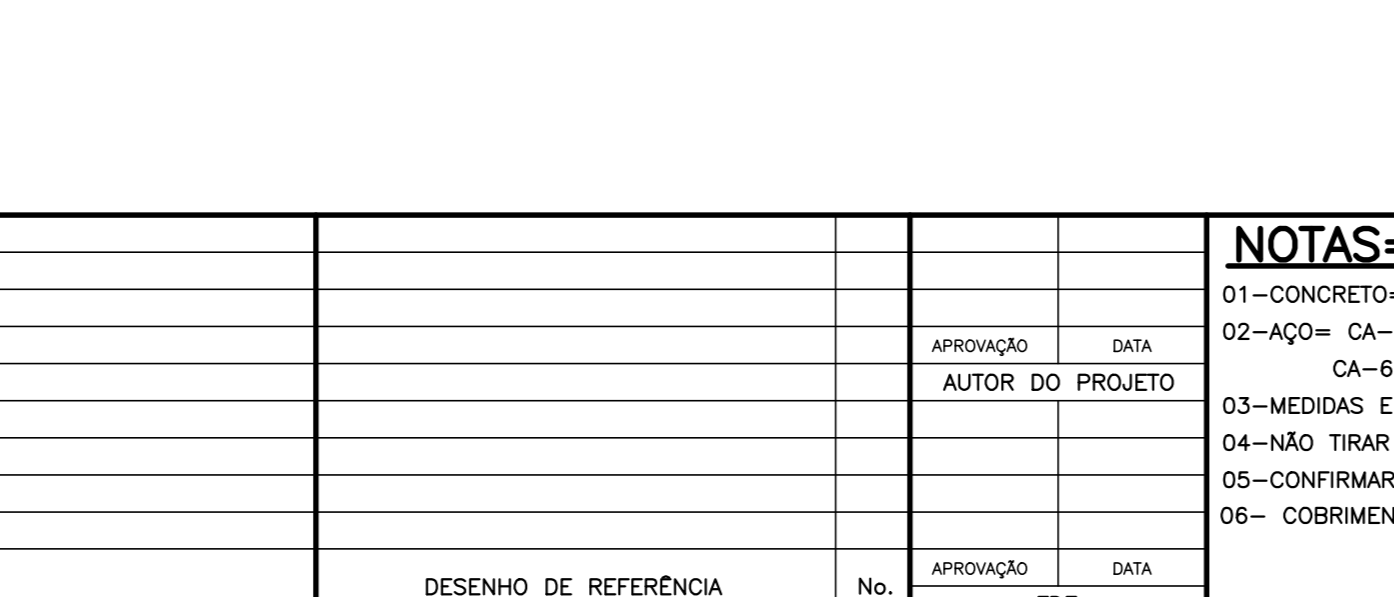 NOTAS=
01-CONCRETO=
02-AÇO= CA-
CA-6
03-MEDIDAS E
04-NÃO TIRAR
05-CONFIRMAR
06- COBRIMEN
APROVAÇÃO DATA
AUTOR DO PROJETO
APROVAÇÃO DATA
DESENHO DE REFERÊNCIA No.